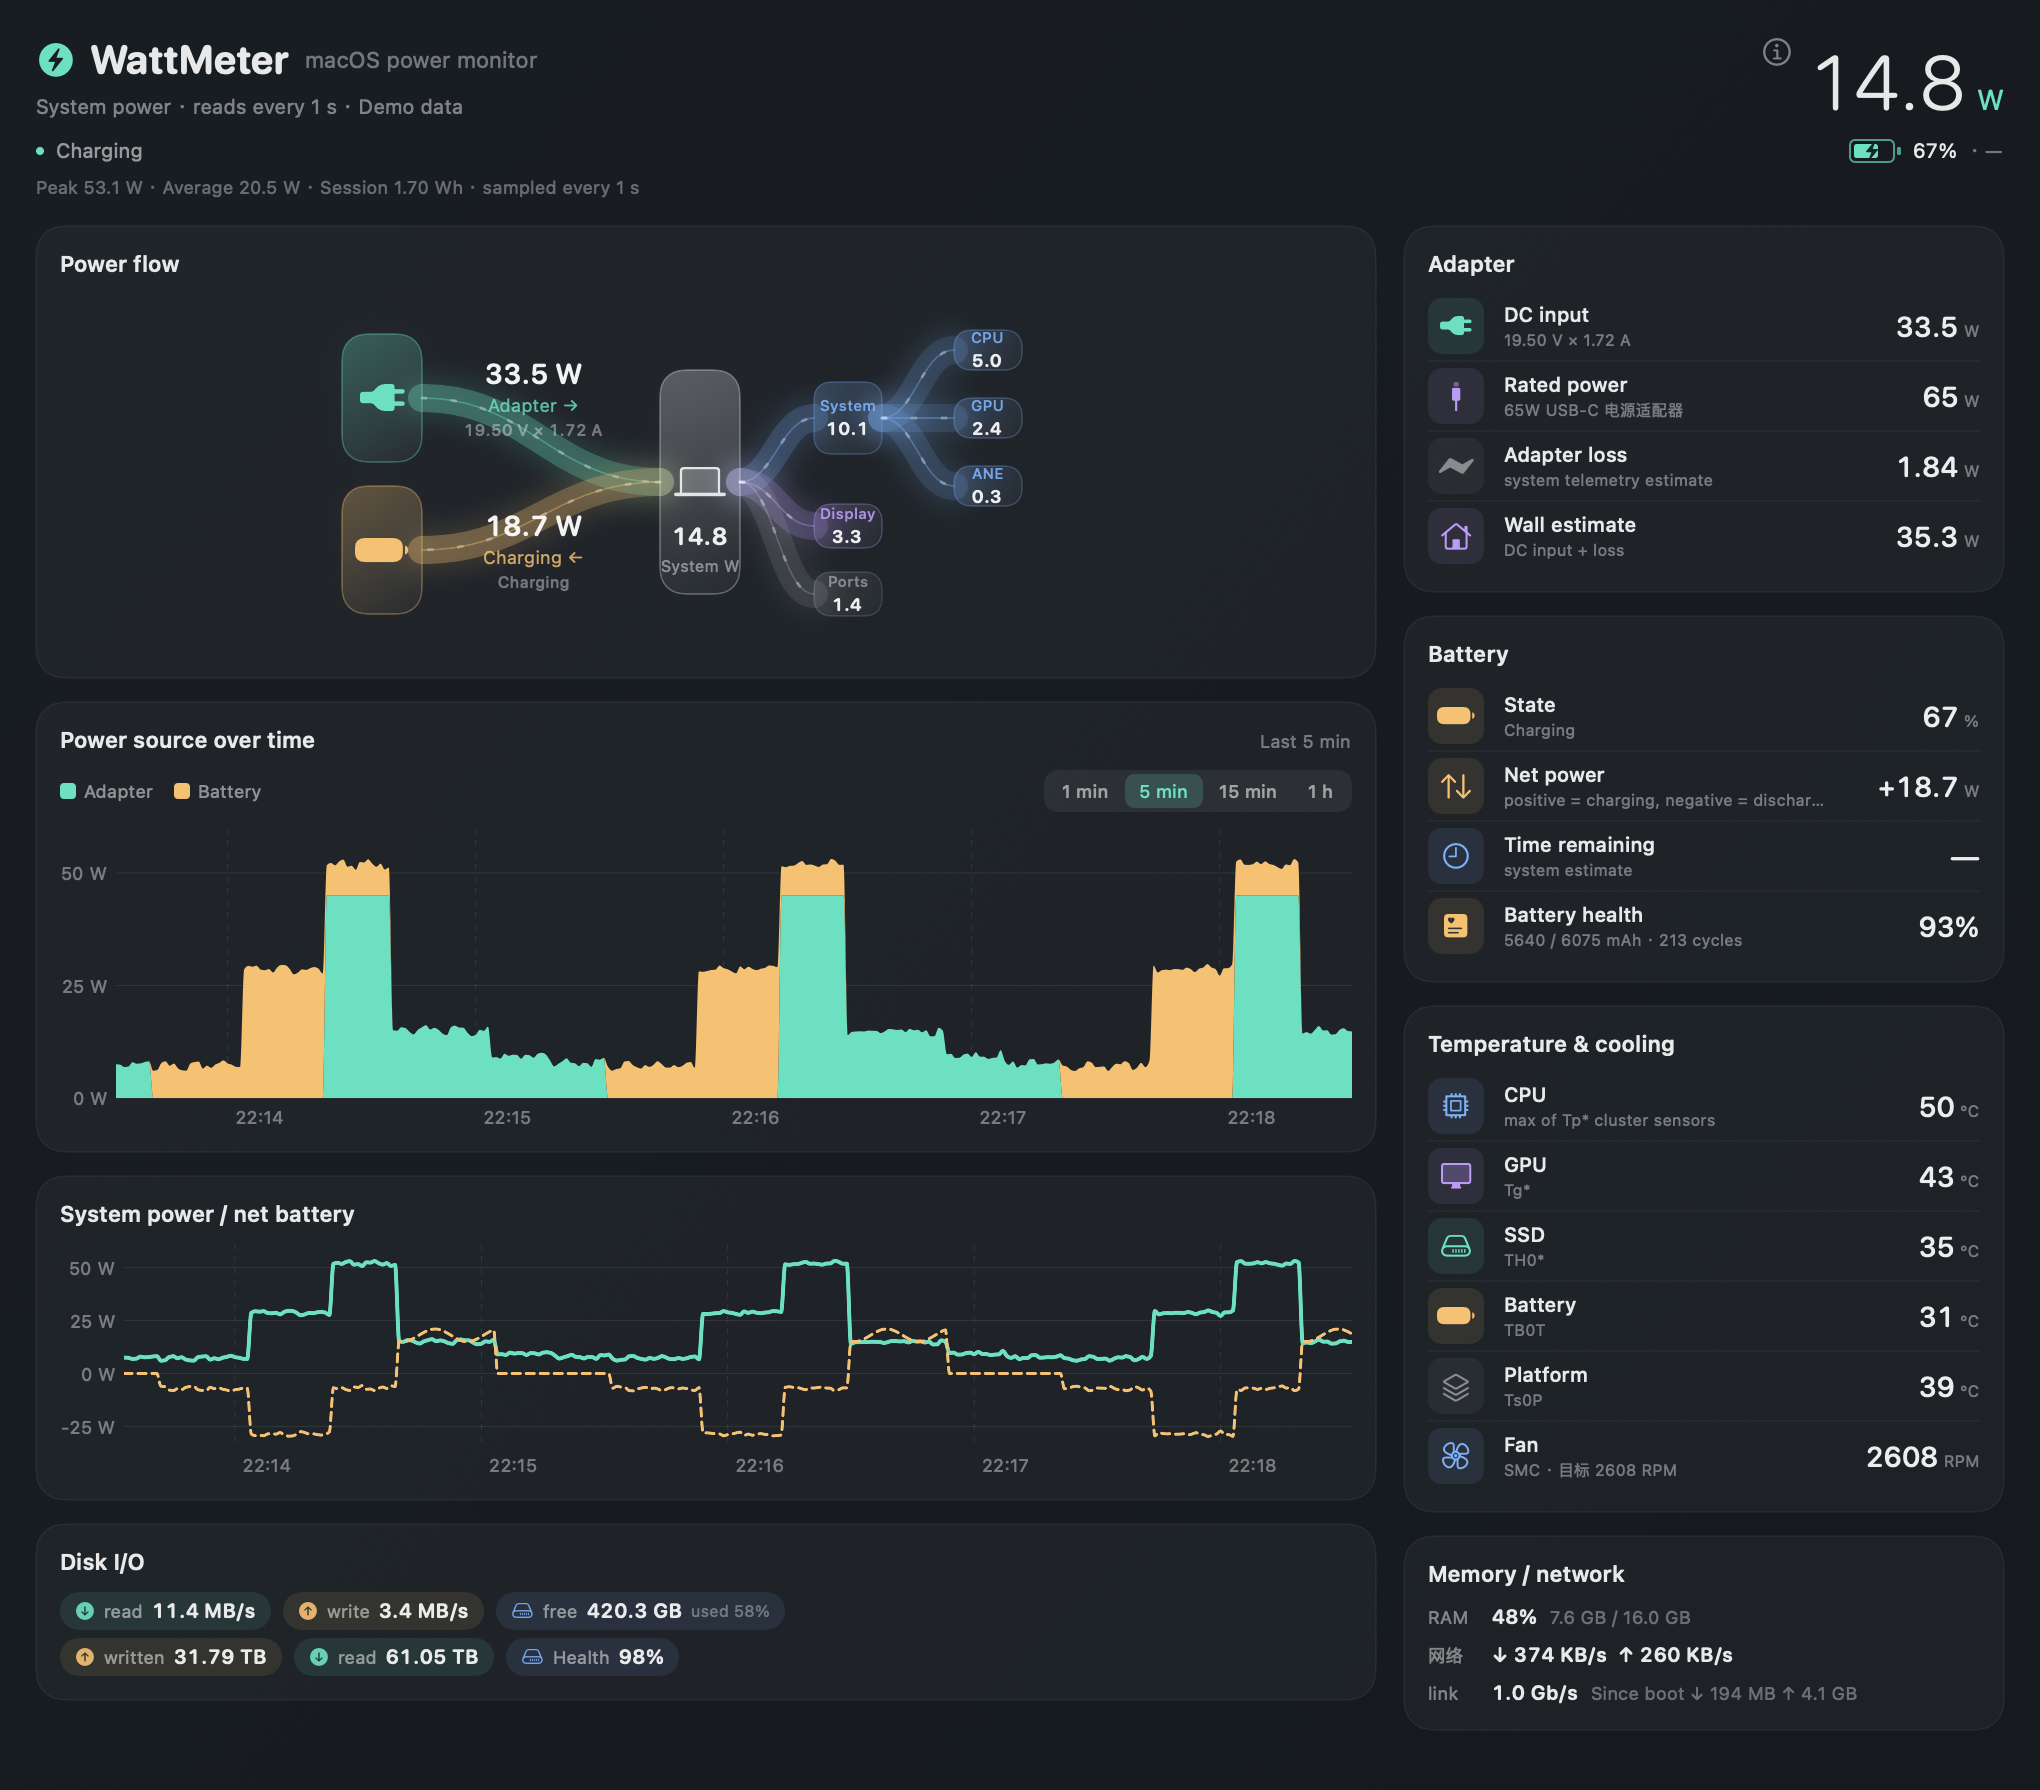 WattMeter macOS power monitor
System power · reads every 1 s · Demo data
Charging
Peak 53.1 W · Average 20.5 W · Session 1.70 Wh · sampled every 1 s
14.8 W
67% · —
Power flow
33.5 W
Adapter →
19.50 V × 1.72 A
18.7 W
Charging ←
Charging
14.8
System W
System
10.1
CPU
5.0
GPU
2.4
ANE
0.3
Display
3.3
Ports
1.4
Power source over time
Last 5 min
Adapter Battery
1 min 5 min 15 min 1 h
50 W
25 W
0 W
22:14 22:15 22:16 22:17 22:18
System power / net battery
50 W
25 W
0 W
-25 W
22:14 22:15 22:16 22:17 22:18
Disk I/O
read 11.4 MB/s write 3.4 MB/s free 420.3 GB used 58%
written 31.79 TB read 61.05 TB Health 98%
Adapter
DC input
19.50 V × 1.72 A
33.5 W
Rated power
65W USB-C 电源适配器
65 W
Adapter loss
system telemetry estimate
1.84 W
Wall estimate
DC input + loss
35.3 W
Battery
State
Charging
67 %
Net power
positive = charging, negative = dischar...
+18.7 W
Time remaining
system estimate
—
Battery health
5640 / 6075 mAh · 213 cycles
93%
Temperature & cooling
CPU
max of Tp* cluster sensors
50 °C
GPU
Tg*
43 °C
SSD
TH0*
35 °C
Battery
TB0T
31 °C
Platform
Ts0P
39 °C
Fan
SMC · 目标 2608 RPM
2608 RPM
Memory / network
RAM 48% 7.6 GB / 16.0 GB
网络 ↓ 374 KB/s ↑ 260 KB/s
link 1.0 Gb/s Since boot ↓ 194 MB ↑ 4.1 GB